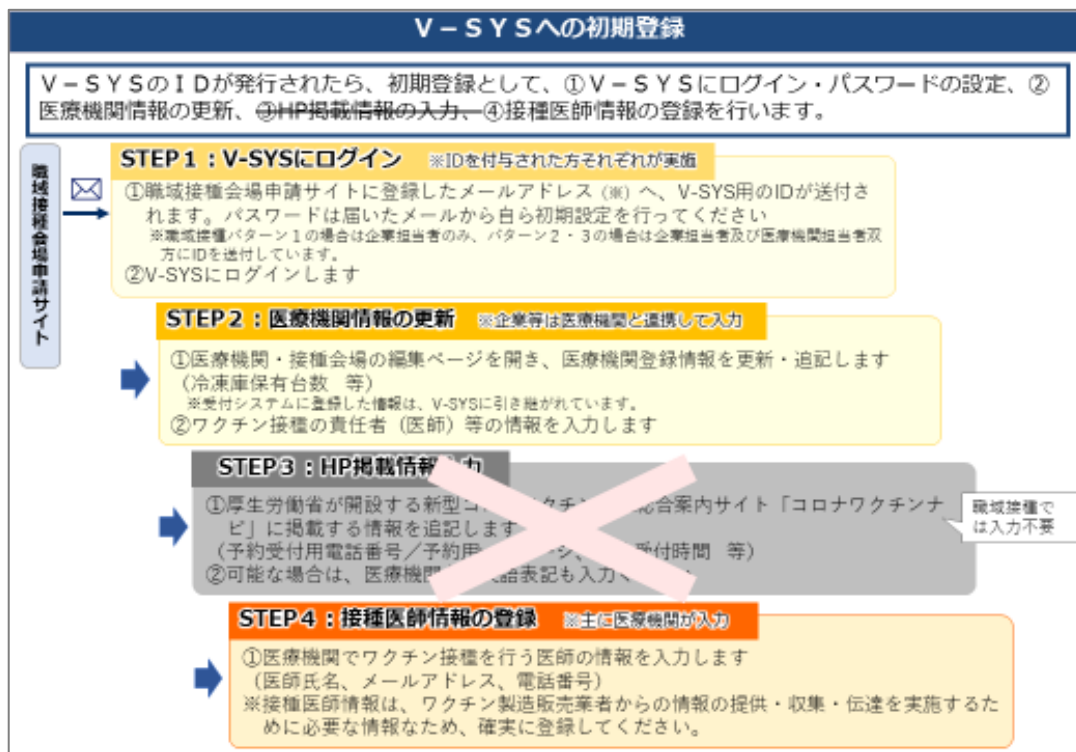 V－SYSへの初期登録
V－SYSのIDが発行されたら、初期登録として、①V－SYSにログイン・パスワードの設定、②
医療機関情報の更新、③HP掲載情報の入力、④接種医師情報の登録を行います。
職域接種会場申請サイト
STEP1：V-SYSにログイン ※IDを付与された方それぞれが実施
①職域接種会場申請サイトに登録したメールアドレス（※）へ、V-SYS用のIDが送付さ
れます。パスワードは届いたメールから自ら初期設定を行ってください
※職域接種パターン１の場合は企業担当者のみ、パターン２・３の場合は企業担当者及び医療機関担当者双
方にIDを送付しています。
②V-SYSにログインします
STEP2：医療機関情報の更新 ※企業等は医療機関と連携して入力
①医療機関・接種会場の編集ページを開き、医療機関登録情報を更新・追記します
（冷凍庫保有台数 等）
※受付システムに登録した情報は、V-SYSに引き継がれています。
②ワクチン接種の責任者（医師）等の情報を入力します
STEP3：HP掲載情報 力
①厚生労働省が開設する新型コ クチン 総合案内サイト「コロナワクチンナ
ビ」に掲載する情報を追記します
（予約受付用電話番号／予約用 受付時間 等）
②可能な場合は、医療機関 語表記も入力
職域接種で
は入力不要
STEP4：接種医師情報の登録 ※主に医療機関が入力
①医療機関でワクチン接種を行う医師の情報を入力します
（医師氏名、メールアドレス、電話番号）
※接種医師情報は、ワクチン製造販売業者からの情報の提供・収集・伝達を実施するた
めに必要な情報なため、確実に登録してください。